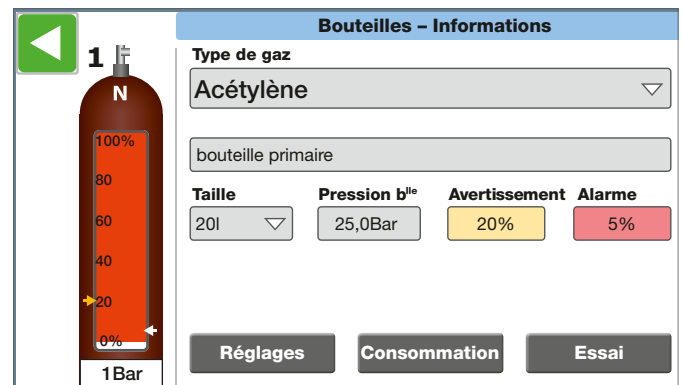 Bouteilles – Informations
1
N
100%
80
60
40
20
0%
1Bar
Type de gaz
Acétylène
bouteille primaire
Taille Pression blle Avertissement Alarme
20l 25,0Bar 20% 5%
Réglages Consommation Essai